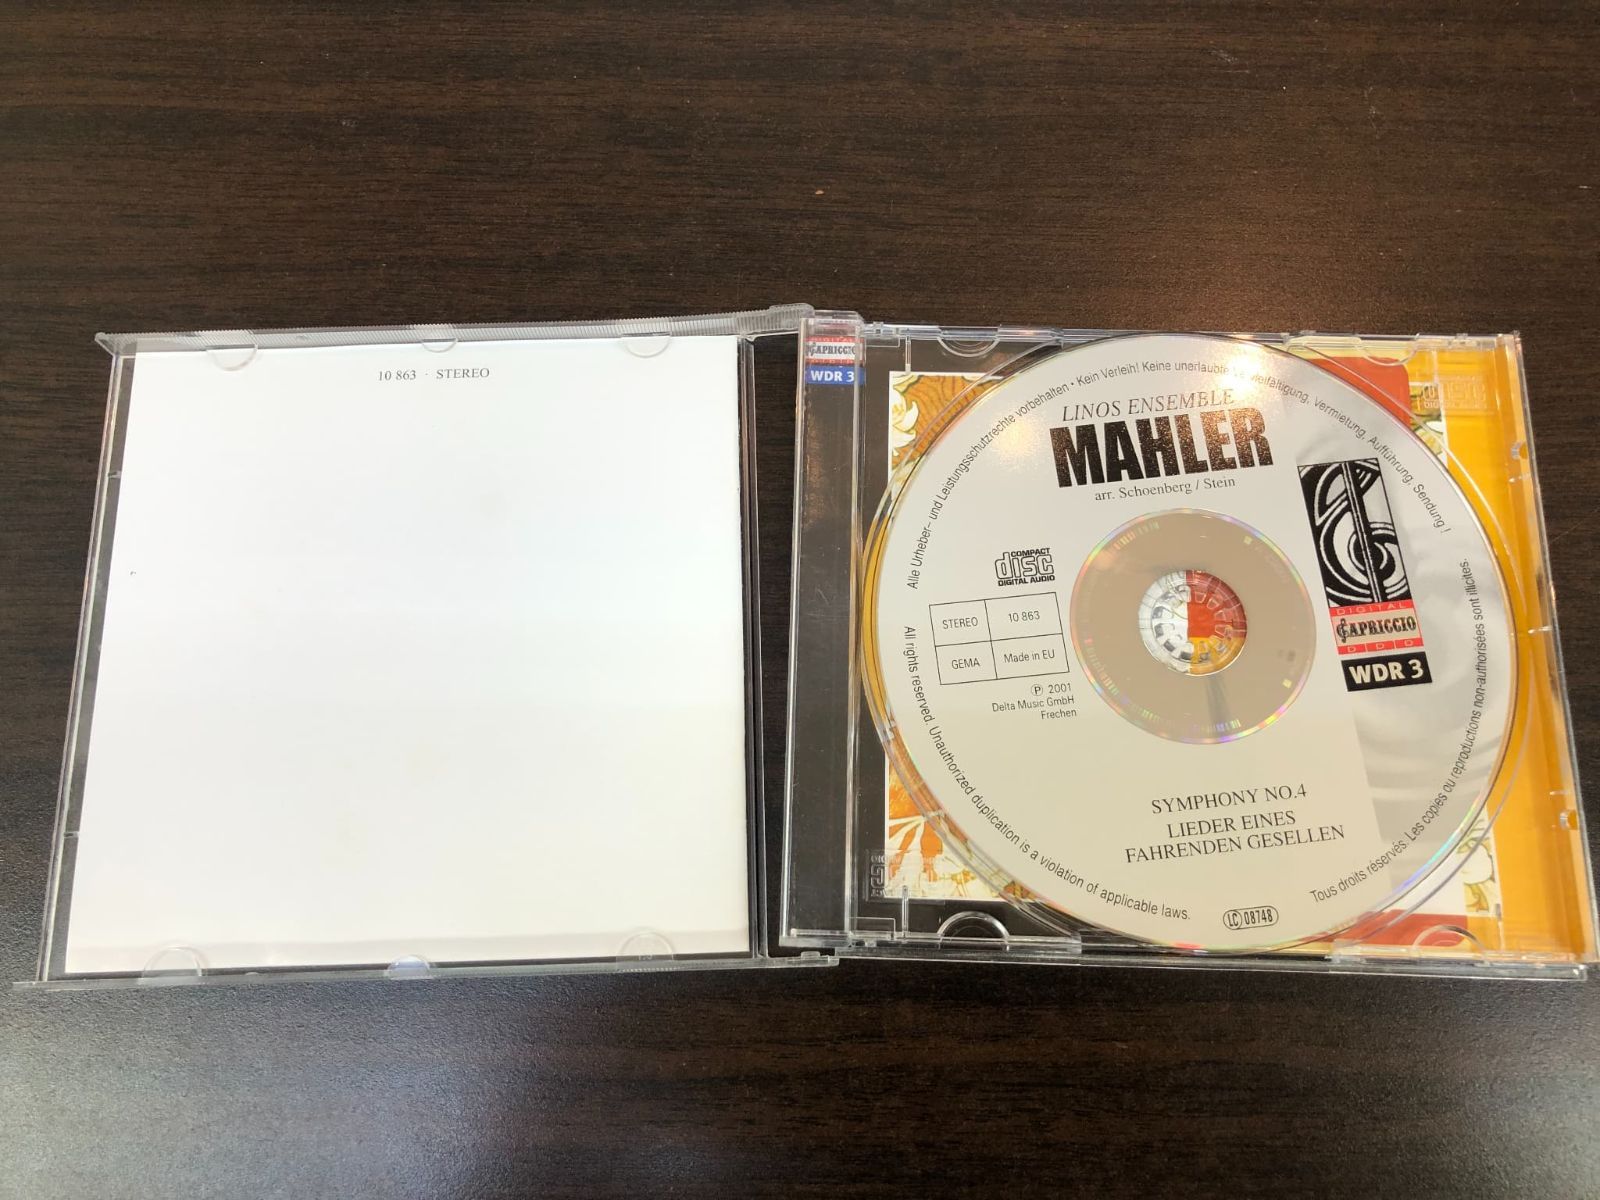 10 863 · STEREO
DIGITAL
CAPRICCIO
WDR 3
Alle Urheber- und Leistungsschutzrechte vorbehalten • Kein Verleih! Keine unerlaubte Vervielfältigung, Vermietung, Aufführung, Sendung !
LINOS ENSEMBLE
MAHLER
arr. Schoenberg / Stein
COMPACT
disc
DIGITAL AUDIO
STEREO
10 863
GEMA
Made in EU
℗ 2001
Delta Music GmbH
Frechen
DIGITAL
CAPRICCIO
DDD
WDR 3
SYMPHONY NO.4
LIEDER EINES
FAHRENDEN GESELLEN
All rights reserved. Unauthorized duplication is a violation of applicable laws.
LC 08748
Tous droits réservés. Les copies ou reproductions non-authorisées sont illicites.